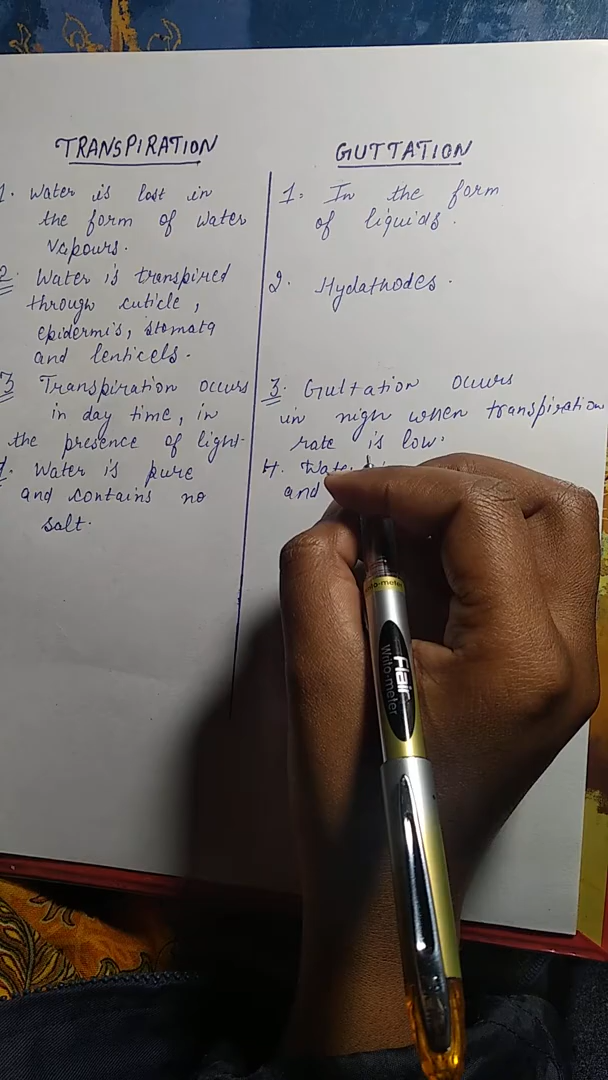 TRANSPIRATION
1. Water is lost in
the form of water
vapours.
2. Water is transpired
through cuticle,
epidermis, stomata
and lenticels.
3 Transpiration occurs
in day time, in
the presence of light.
Water is pure
and contains no
salt.
GUTTATION
1. In the form
of liquids.
2. Hydathodes.
3. Guttation occurs
in nigh when transpiration
rate is low.
4.
and
Flair
Writo-meter